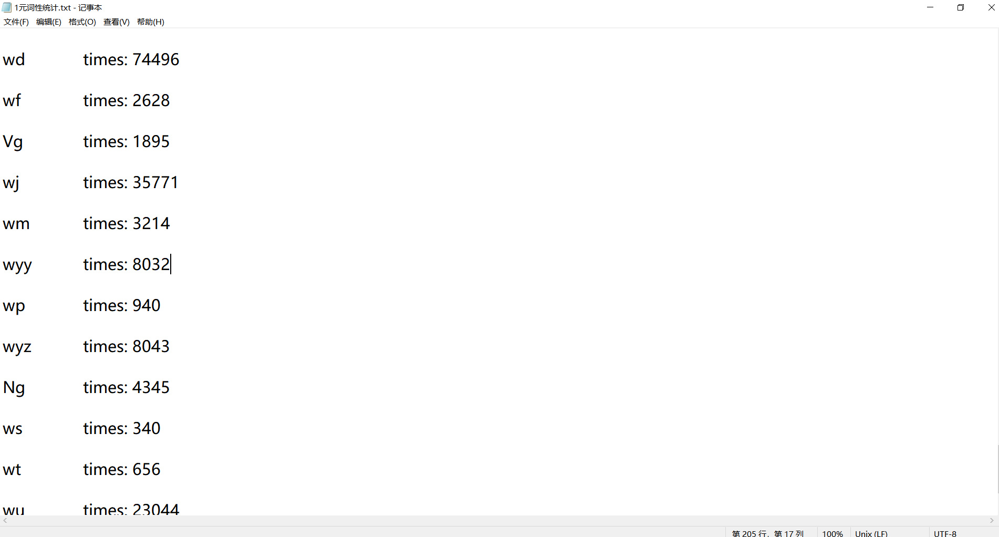 1元词性统计.txt - 记事本
文件(F) 编辑(E) 格式(O) 查看(V) 帮助(H)
wd times: 74496
wf times: 2628
Vg times: 1895
wj times: 35771
wm times: 3214
wyy times: 8032
wp times: 940
wyz times: 8043
Ng times: 4345
ws times: 340
wt times: 656
wu times: 23044
第 205 行，第 17 列 100% Unix (LF) UTF-8